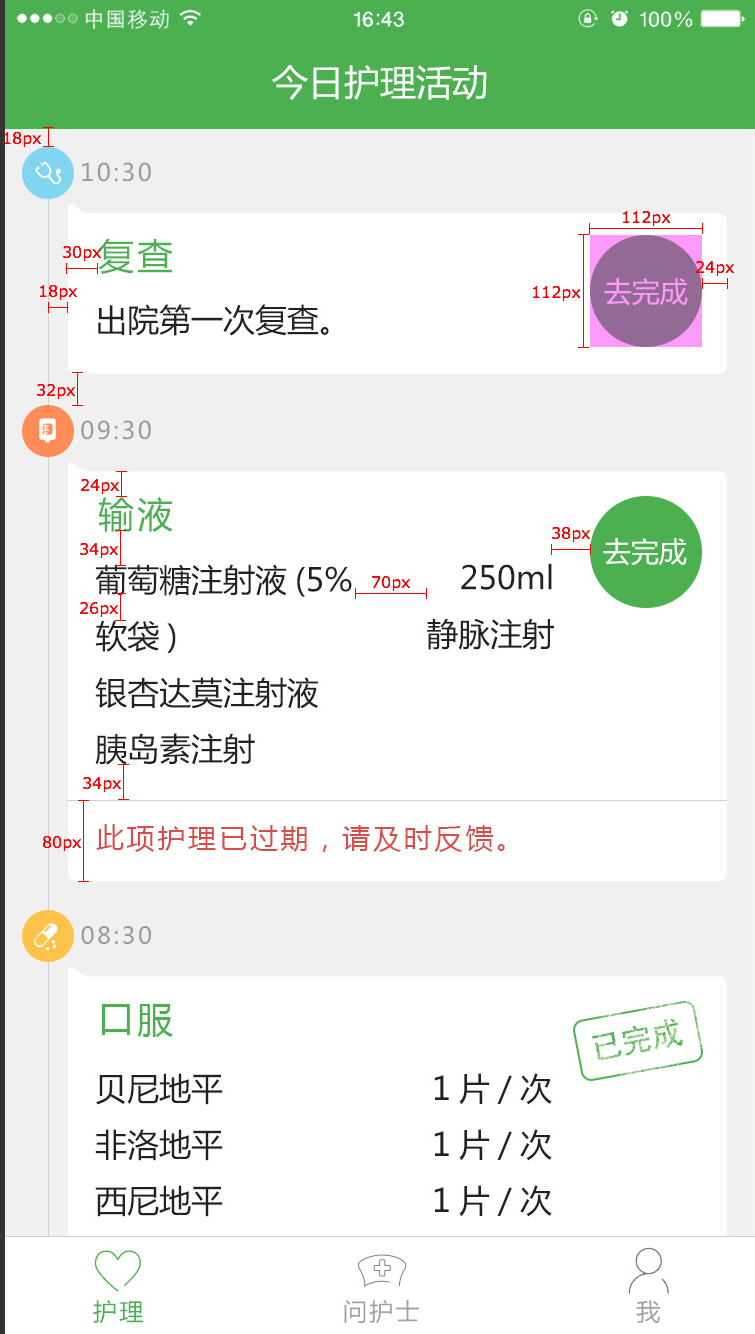 中国移动 16:43 100%
今日护理活动
18px
10:30
112px
30px 复查
24px
18px
112px
去完成
出院第一次复查。
32px
09:30
24px
输液
38px
34px
去完成
葡萄糖注射液 (5% 70px 250ml
26px
软袋 ) 静脉注射
银杏达莫注射液
胰岛素注射
34px
80px
此项护理已过期，请及时反馈。
08:30
口服
已完成
贝尼地平 1 片 / 次
非洛地平 1 片 / 次
西尼地平 1 片 / 次
护理 问护士 我